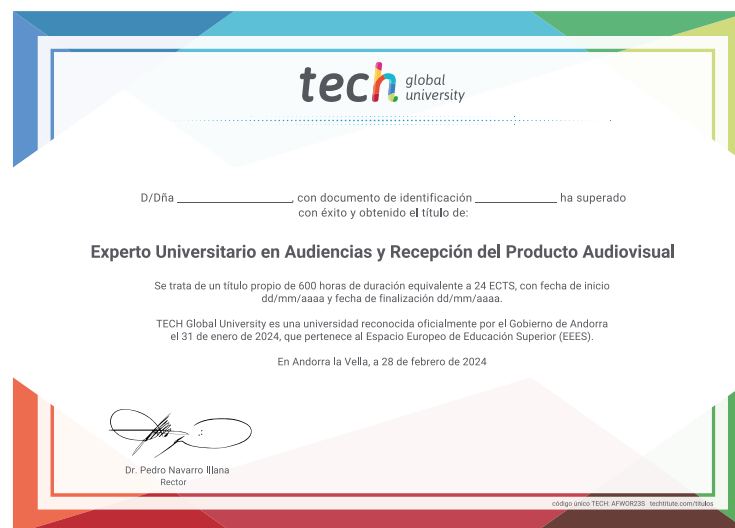 tech global university
D/Dña ______________, con documento de identificación __________ ha superado
con éxito y obtenido el título de:
Experto Universitario en Audiencias y Recepción del Producto Audiovisual
Se trata de un título propio de 600 horas de duración equivalente a 24 ECTS, con fecha de inicio
dd/mm/aaaa y fecha de finalización dd/mm/aaaa.
TECH Global University es una universidad reconocida oficialmente por el Gobierno de Andorra
el 31 de enero de 2024, que pertenece al Espacio Europeo de Educación Superior (EEES).
En Andorra la Vella, a 28 de febrero de 2024
Dr. Pedro Navarro Illana
Rector
código único TECH: AFWOR23S techtitute.com/títulos